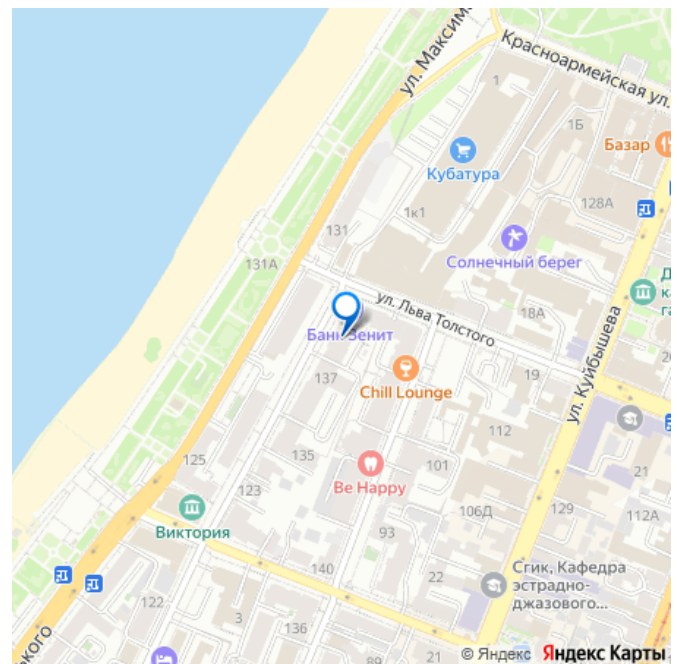 ул. Максим
Красноармейская ул.
1
1Б
Базар
Кубатура
128А
1к1
131
Солнечный берег
131А
ул. Льва Толстого
18А
Бани Зенит
ул. Куйбышева
137
Chill Lounge
19
112
21
125
135
101
Be Happy
123
106Д
129
112А
Виктория
93
140
22
Сгик, Кафедра
эстрадно-
джазового...
122
3
136
ького
© Яндекс Яндекс Карты